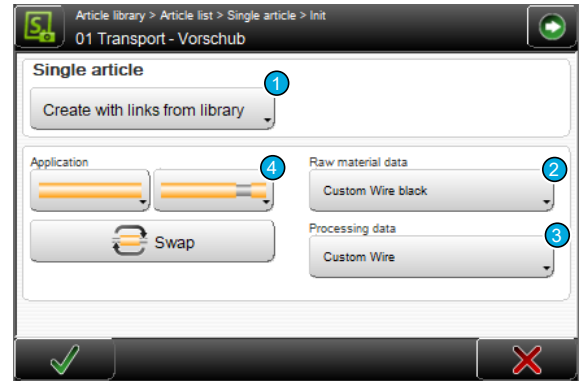 Article library > Article list > Single article > Init
01 Transport - Vorschub
Single article
1
Create with links from library
Application
4
Raw material data
2
Custom Wire black
Swap
Processing data
3
Custom Wire